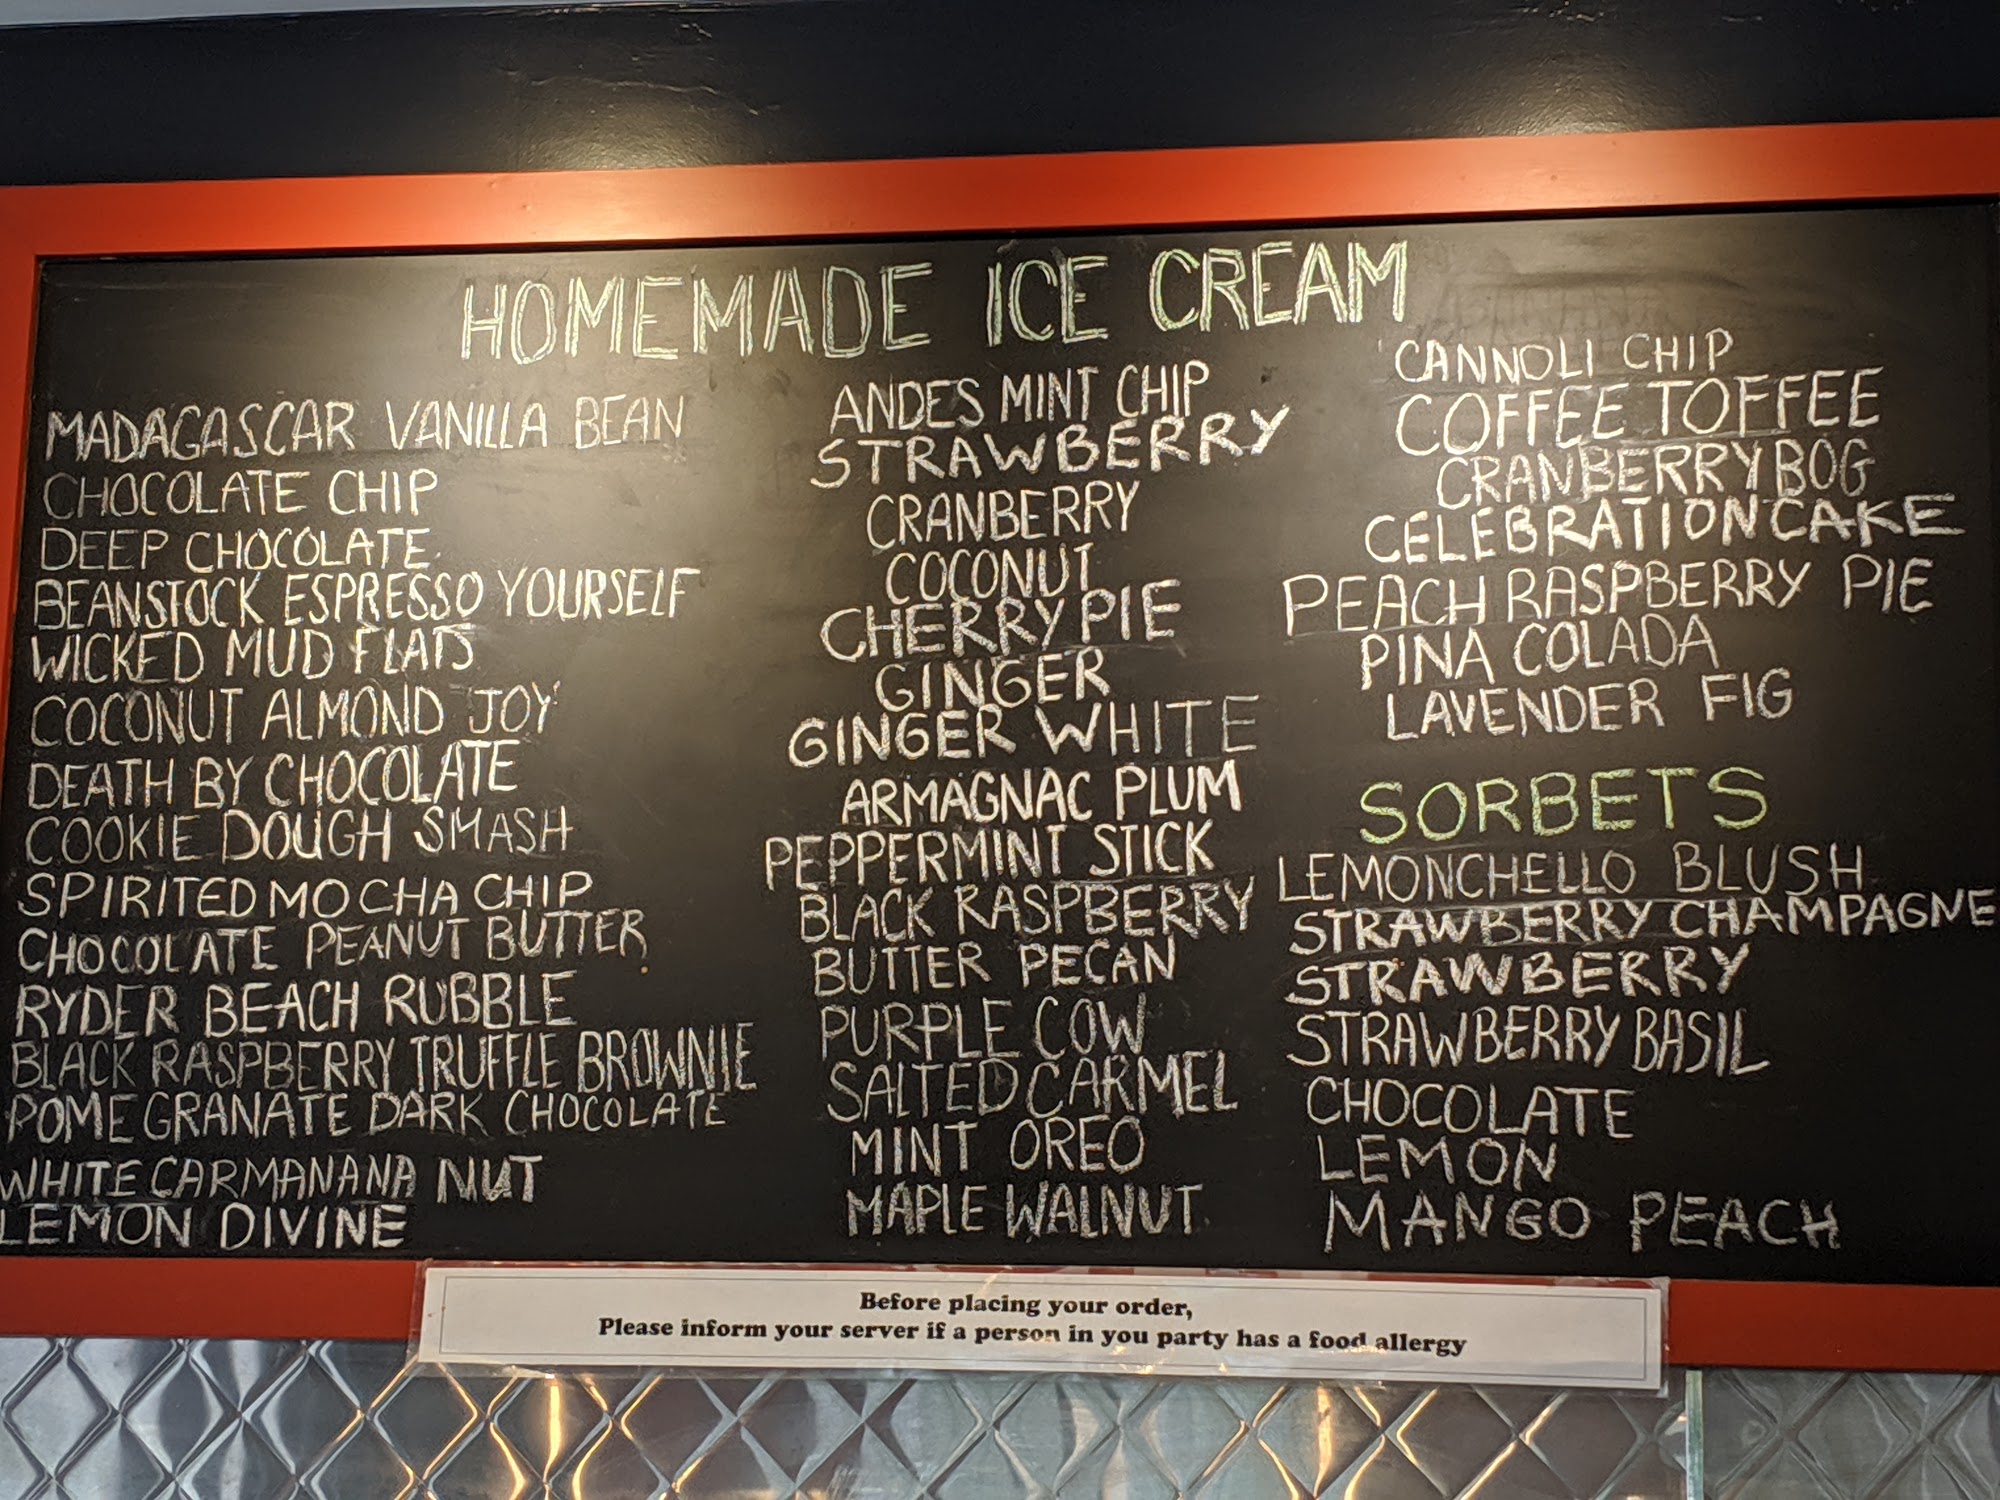 HOMEMADE ICE CREAM
MADAGASCAR VANILLA BEAN
CHOCOLATE CHIP
DEEP CHOCOLATE
BEANSTOCK ESPRESSO YOURSELF
WICKED MUD FLATS
COCONUT ALMOND JOY
DEATH BY CHOCOLATE
COOKIE DOUGH SMASH
SPIRITED MOCHA CHIP
CHOCOLATE PEANUT BUTTER
RYDER BEACH RUBBLE
BLACK RASPBERRY TRUFFLE BROWNIE
POMEGRANATE DARK CHOCOLATE
WHITE CARMANANA NUT
LEMON DIVINE
ANDES MINT CHIP
STRAWBERRY
CRANBERRY
COCONUT
CHERRY PIE
GINGER
GINGER WHITE
ARMAGNAC PLUM
PEPPERMINT STICK
BLACK RASPBERRY
BUTTER PECAN
PURPLE COW
SALTED CARMEL
MINT OREO
MAPLE WALNUT
CANNOLI CHIP
COFFEE TOFFEE
CRANBERRY BOG
CELEBRATION CAKE
PEACH RASPBERRY PIE
PINA COLADA
LAVENDER FIG
SORBETS
LEMONCHELLO BLUSH
STRAWBERRY CHAMPAGNE
STRAWBERRY
STRAWBERRY BASIL
CHOCOLATE
LEMON
MANGO PEACH
Before placing your order,
Please inform your server if a person in you party has a food allergy